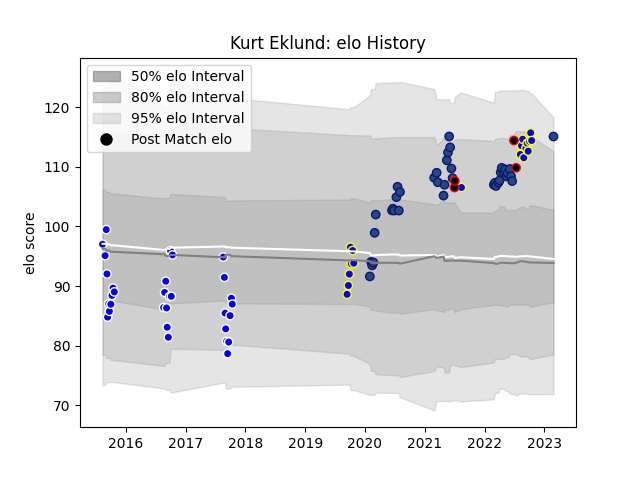 Kurt Eklund: elo History
50% elo Interval
80% elo Interval
95% elo Interval
Post Match elo
elo score
120
110
100
90
80
70
2016 2017 2018 2019 2020 2021 2022 2023